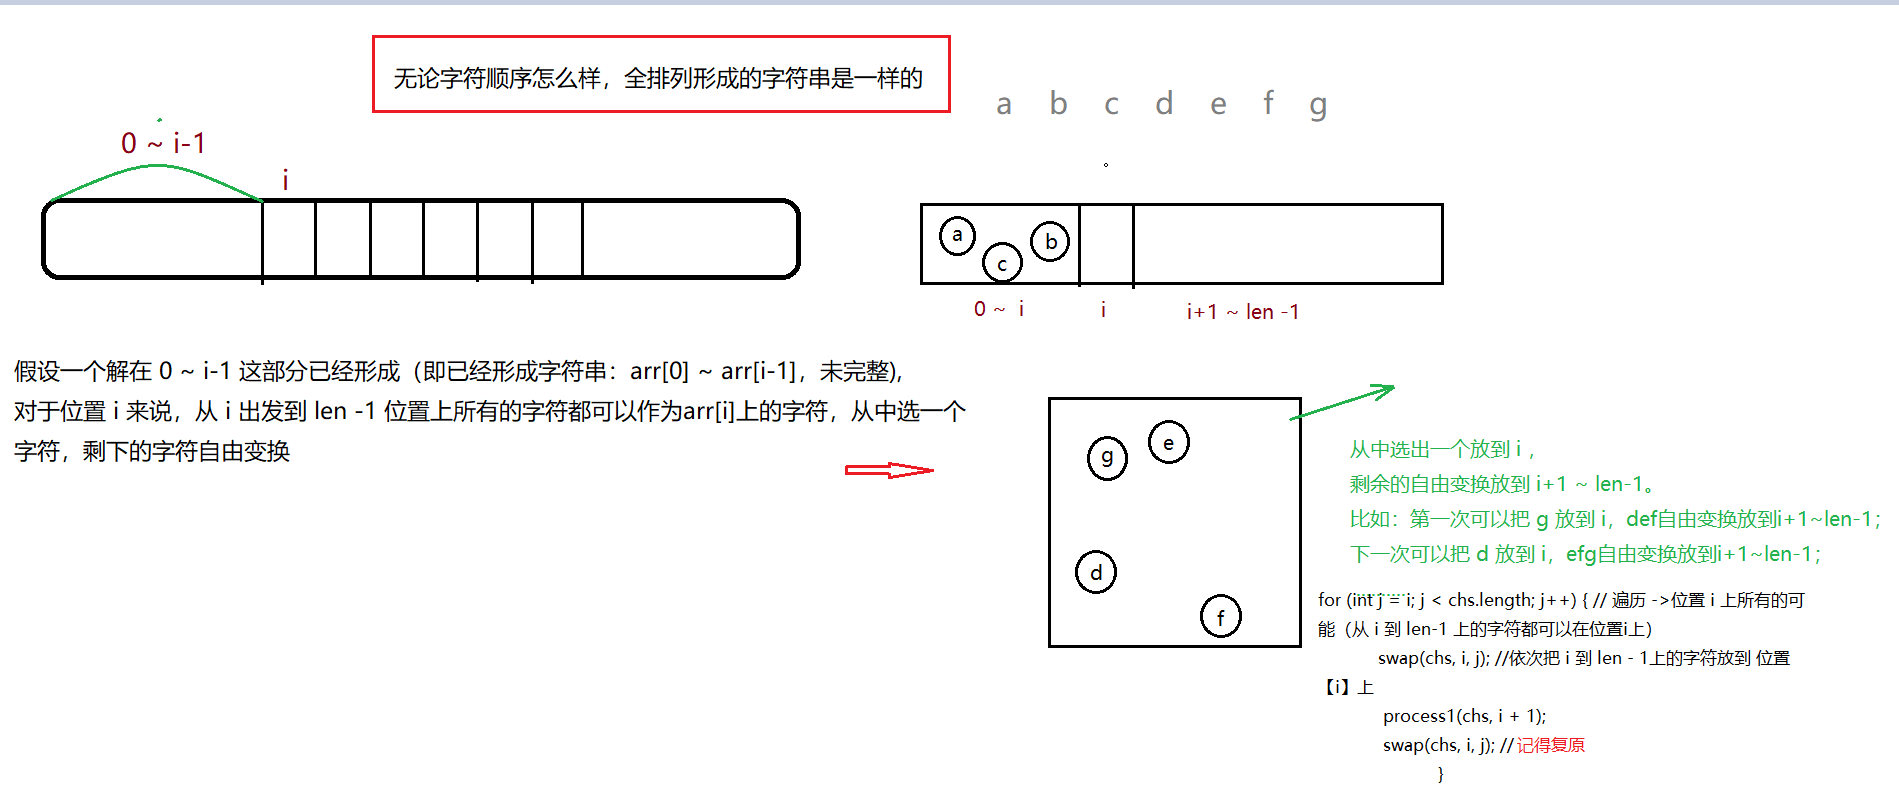 无论字符顺序怎么样，全排列形成的字符串是一样的
a b c d e f g
0 ~ i-1
i
a
b
c
0 ~ i
i
i+1 ~ len -1
假设一个解在 0 ~ i-1 这部分已经形成（即已经形成字符串：arr[0] ~ arr[i-1]，未完整),
对于位置 i 来说，从 i 出发到 len -1 位置上所有的字符都可以作为arr[i]上的字符，从中选一个
字符，剩下的字符自由变换
g
e
d
f
从中选出一个放到 i ，
剩余的自由变换放到 i+1 ~ len-1。
比如：第一次可以把 g 放到 i，def自由变换放到i+1~len-1；
下一次可以把 d 放到 i，efg自由变换放到i+1~len-1；
for (int j = i; j < chs.length; j++) { // 遍历 ->位置 i 上所有的可
能（从 i 到 len-1 上的字符都可以在位置i上）
swap(chs, i, j); //依次把 i 到 len - 1上的字符放到 位置
【i】上
process1(chs, i + 1);
swap(chs, i, j); // 记得复原
}